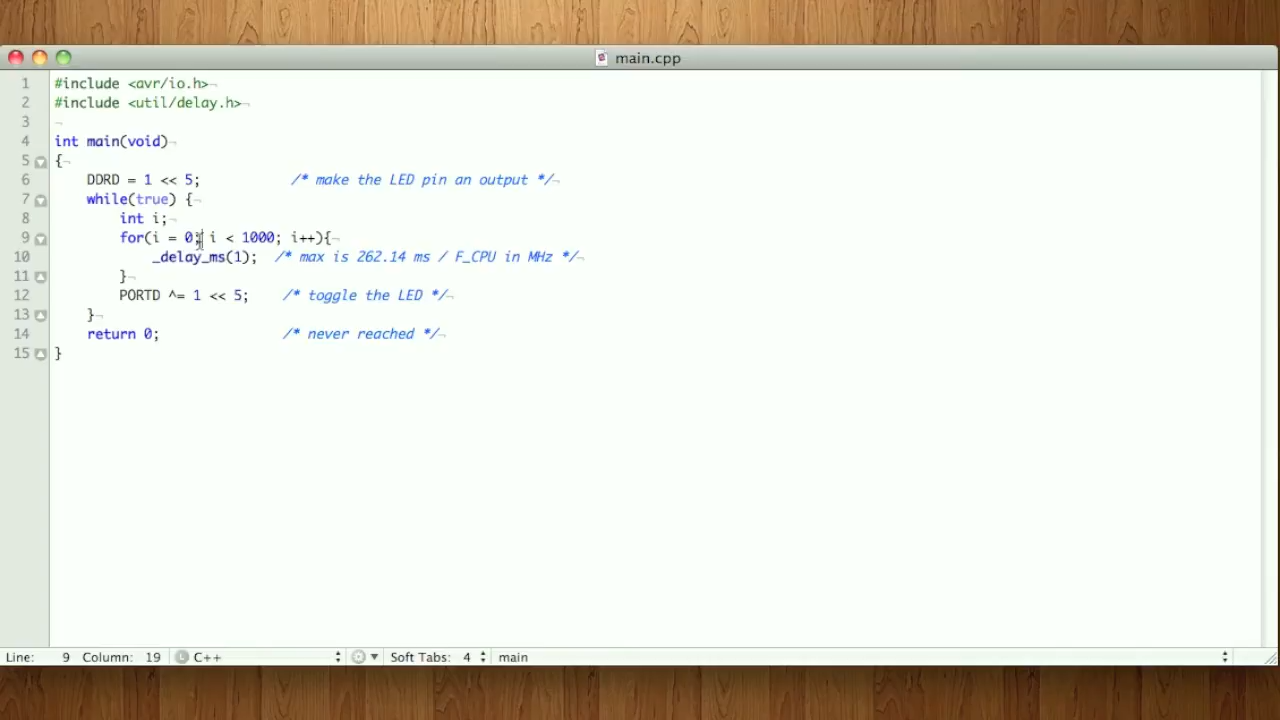 main.cpp
1 #include <avr/io.h>
2 #include <util/delay.h>
3
4 int main(void)
5 {
6 DDRD = 1 << 5; /* make the LED pin an output */
7 while(true) {
8 int i;
9 for(i = 0; i < 1000; i++){
10 _delay_ms(1); /* max is 262.14 ms / F_CPU in MHz */
11 }
12 PORTD ^= 1 << 5; /* toggle the LED */
13 }
14 return 0; /* never reached */
15 }
Line: 9 Column: 19 L C++ Soft Tabs: 4 main